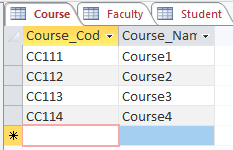 Course Faculty Student
Course_Cod Course_Nam
CC111 Course1
CC112 Course2
CC113 Course3
CC114 Course4